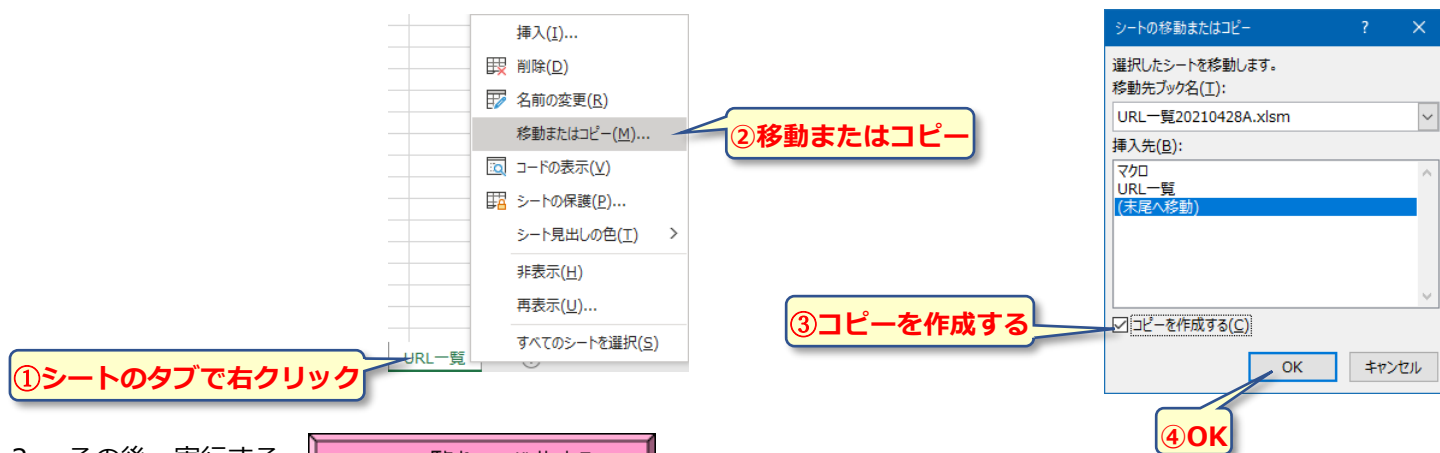 挿入(I)...
削除(D)
名前の変更(R)
移動またはコピー(M)...
コードの表示(V)
シートの保護(P)...
シート見出しの色(T) >
非表示(H)
再表示(U)...
すべてのシートを選択(S)
URL一覧
①シートのタブで右クリック
②移動またはコピー
シートの移動またはコピー ? ×
選択したシートを移動します。
移動先ブック名(T):
URL一覧20210428A.xlsm
挿入先(B):
マクロ
URL一覧
(末尾へ移動)
③コピーを作成する
コピーを作成する(C)
OK キャンセル
④OK